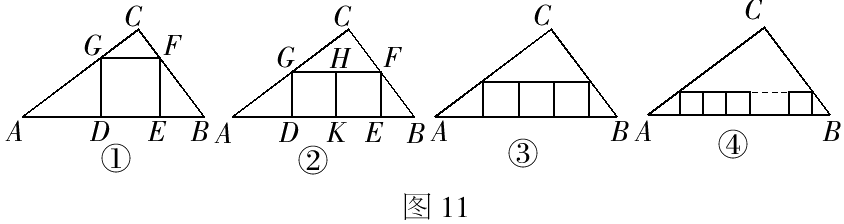 C C C C
G F G H F
A D E B A D K E B A B A B
① ② ③ ④
图 11